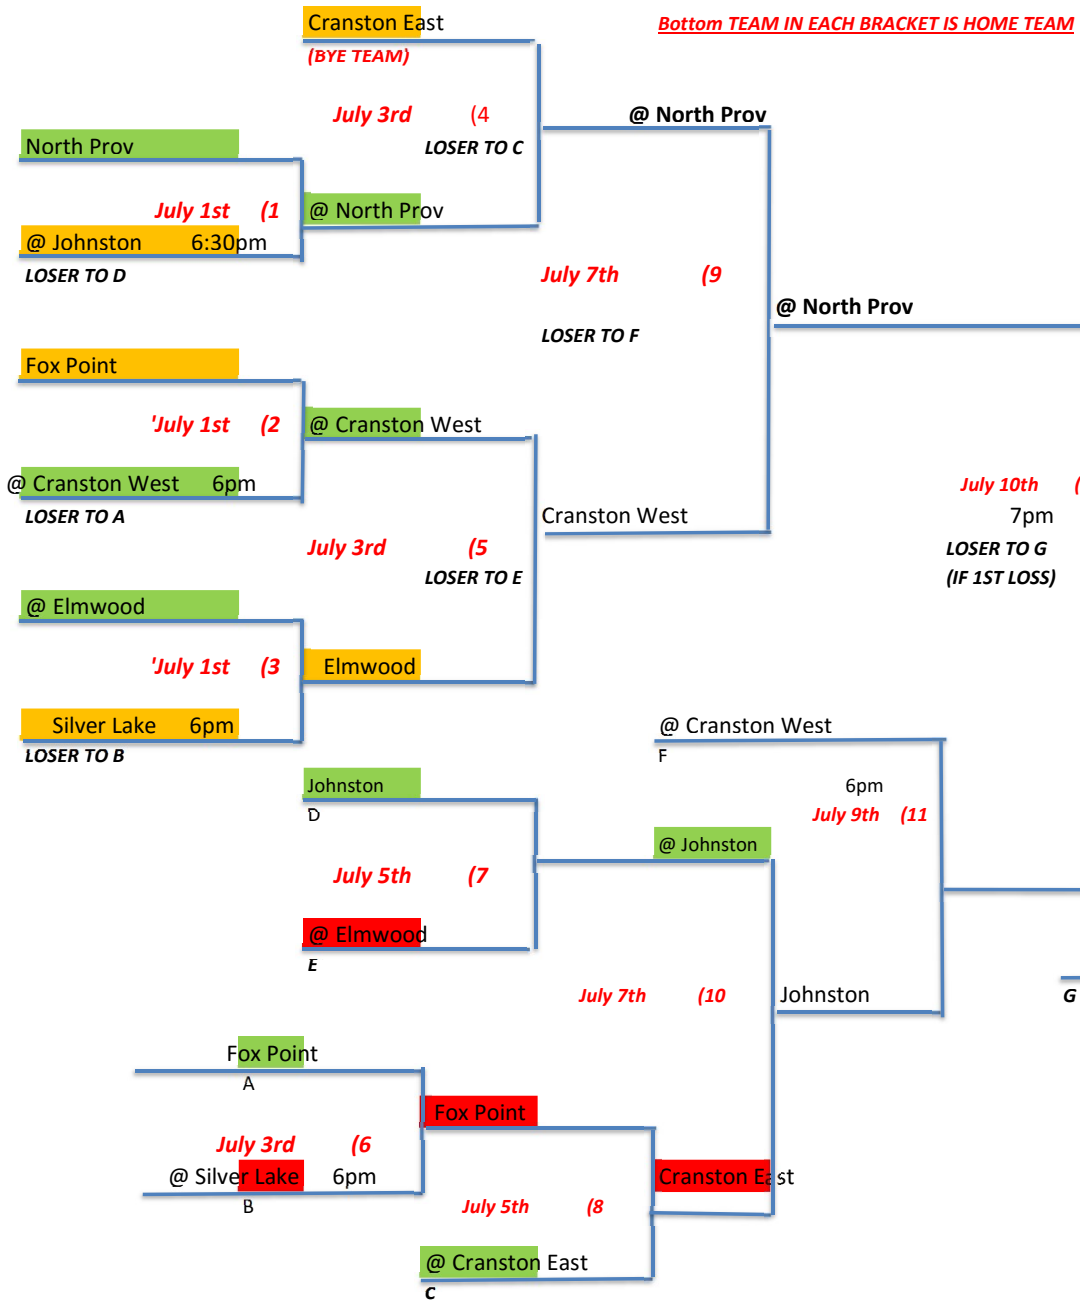 Cranston East
Bottom TEAM IN EACH BRACKET IS HOME TEAM
(BYE TEAM)
July 3rd (4
@ North Prov
LOSER TO C
North Prov
July 1st (1
@ North Prov
@ Johnston 6:30pm
LOSER TO D
July 7th (9
@ North Prov
LOSER TO F
Fox Point
'July 1st (2
@ Cranston West
@ Cranston West 6pm
LOSER TO A
July 10th (
7pm
Cranston West
July 3rd (5
LOSER TO G
LOSER TO E
(IF 1ST LOSS)
@ Elmwood
'July 1st (3
Elmwood
Silver Lake 6pm
LOSER TO B
@ Cranston West
F
Johnston
6pm
D
July 9th (11
@ Johnston
July 5th (7
@ Elmwood
E
July 7th (10
Johnston
G
Fox Point
A
Fox Point
July 3rd (6
@ Silver Lake 6pm
Cranston East
B
July 5th (8
@ Cranston East
C